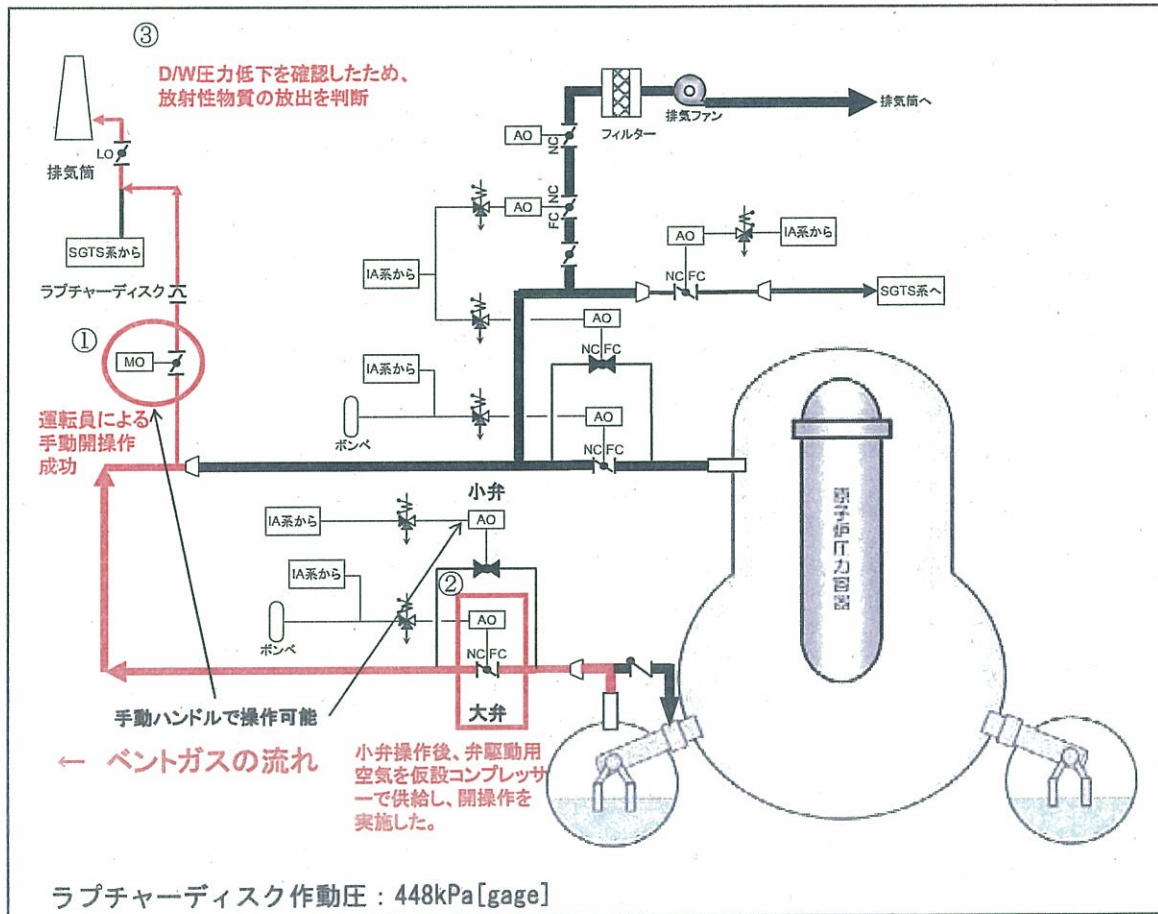 ③
D/W圧力低下を確認したため、
放射性物質の放出を判断
排気筒
LO
SGTS系から
ラプチャーディスク
①
MO
運転員による
手動開操作
成功
フィルター
排気ファン
排気筒へ
AO
NC
AO
NC
FC
IA系から
AO
IA系から
NC FC
SGTS系へ
AO
NC FC
IA系から
AO
ボンベ
NC FC
原子炉圧力容器
小弁
IA系から
AO
IA系から
②
AO
ボンベ
NC FC
大弁
手動ハンドルで操作可能
← ベントガスの流れ
小弁操作後、弁駆動用
空気を仮設コンプレッサ
ーで供給し、開操作を
実施した。
ラプチャーディスク作動圧：448kPa[gage]